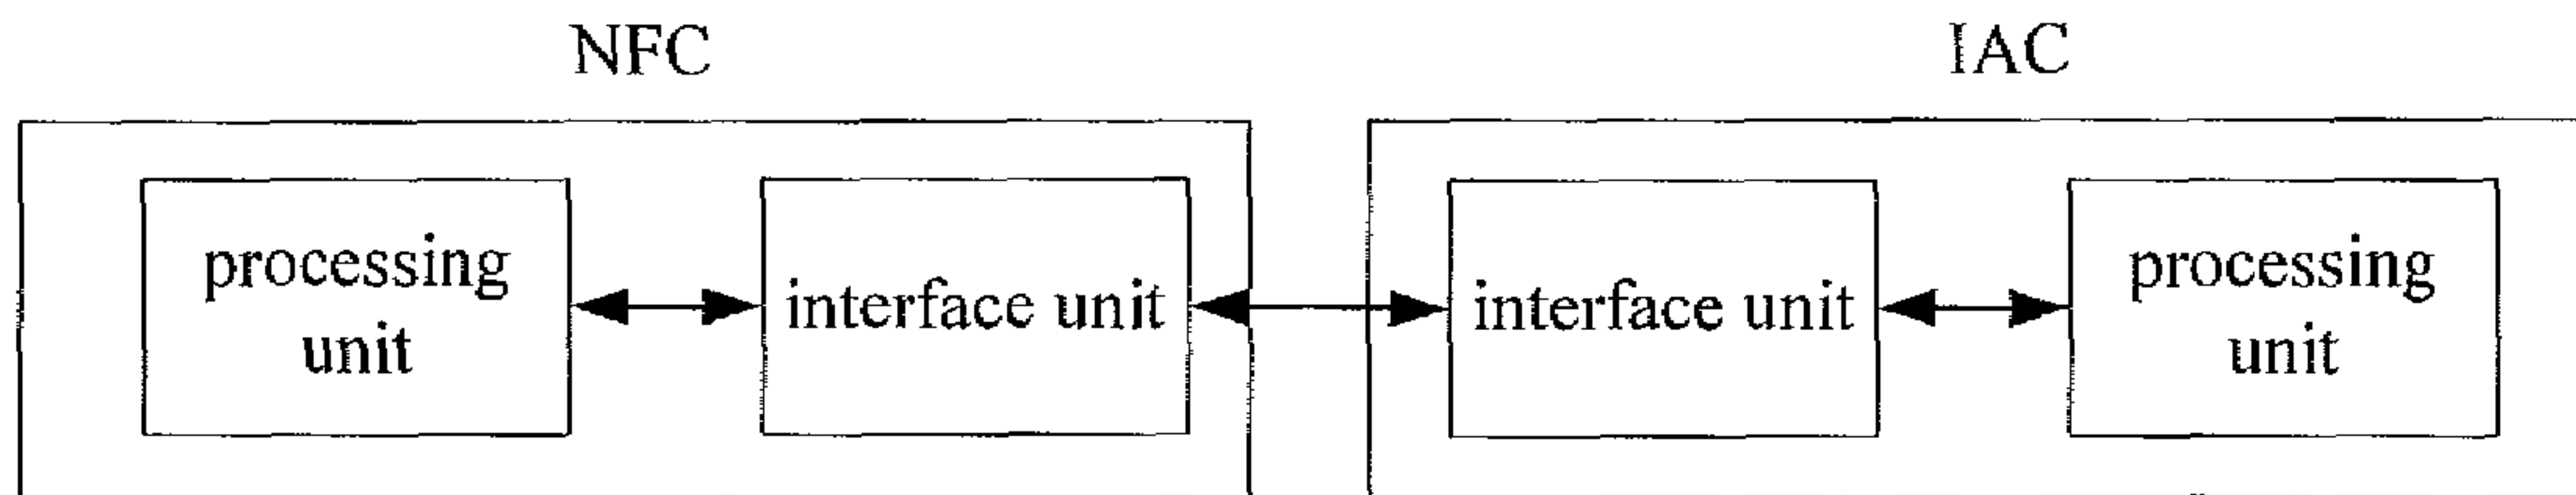 NFC
IAC
processing
unit
interface unit
interface unit
processing
unit